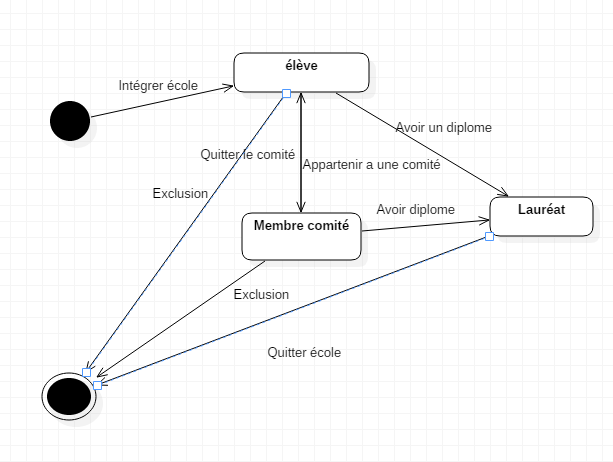 élève
Intégrer école
Avoir un diplome
Quitter le comité
Appartenir a une comité
Exclusion
Avoir diplome
Lauréat
Membre comité
Exclusion
Quitter école